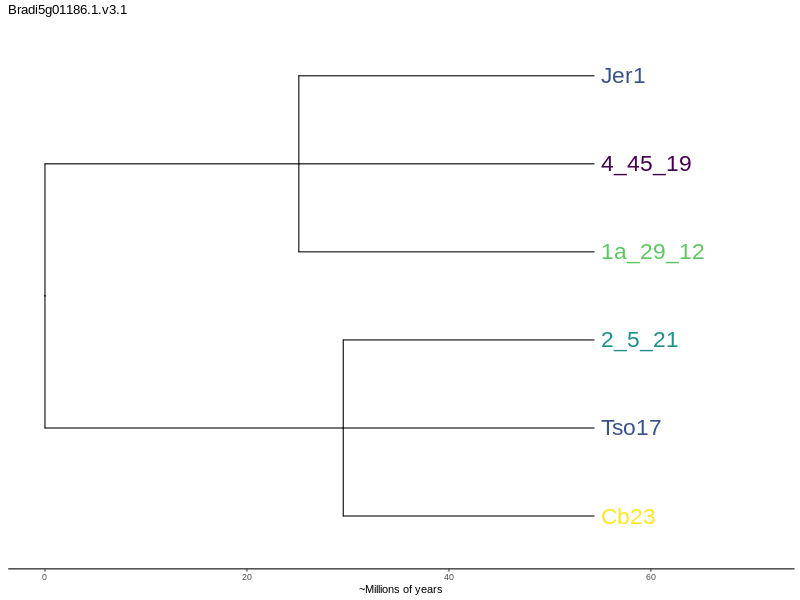 Bradi5g01186.1.v3.1
Jer1
4_45_19
1a_29_12
2_5_21
Tso17
Cb23
0 20 40 60
~Millions of years